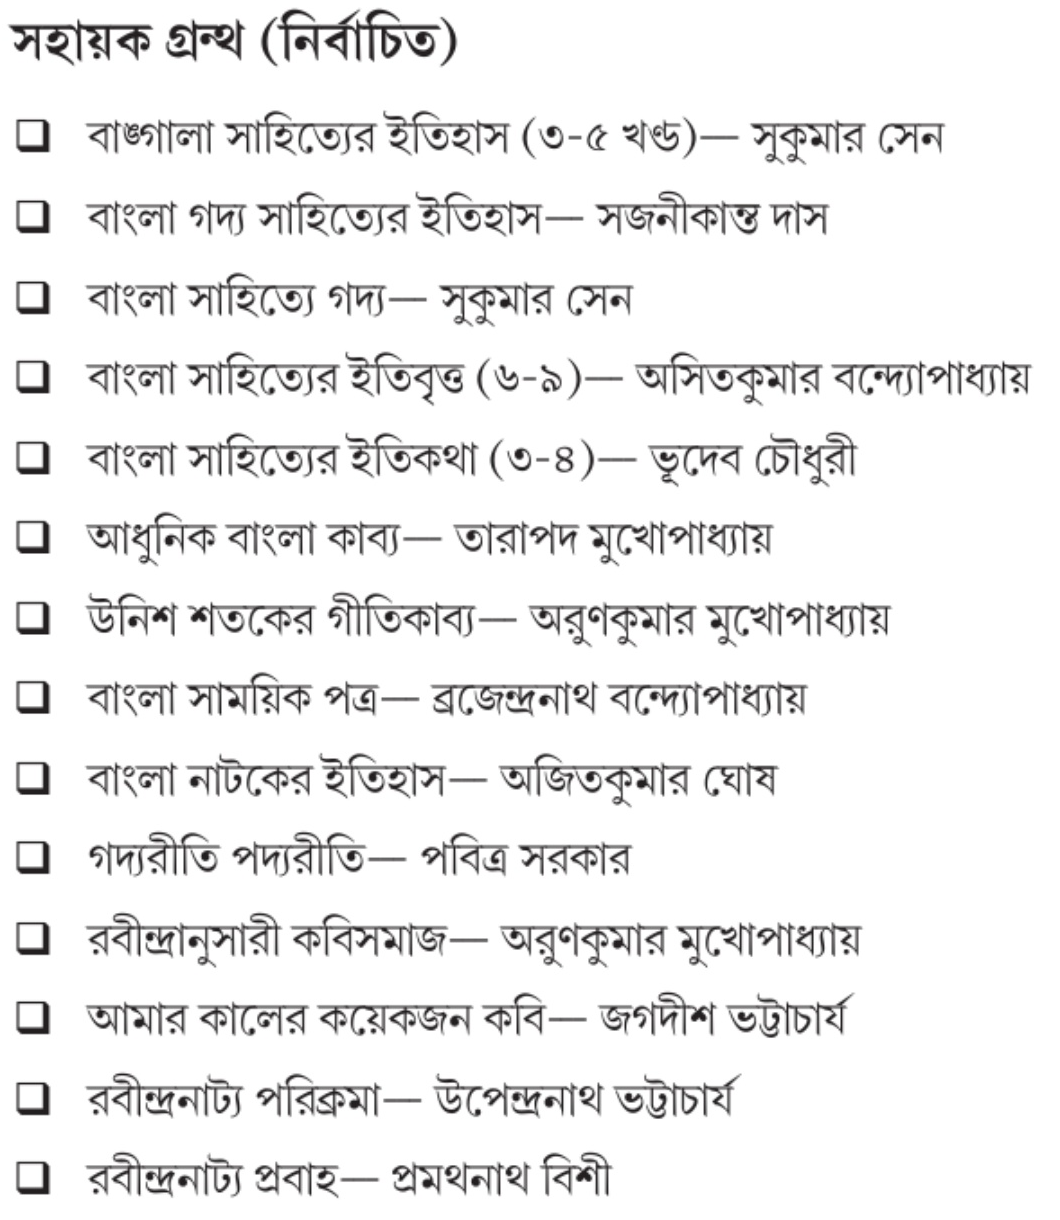 সহায়ক গ্রন্থ (নির্বাচিত)
❑ বাঙ্গালা সাহিত্যের ইতিহাস (৩-৫ খণ্ড)— সুকুমার সেন
❑ বাংলা গদ্য সাহিত্যের ইতিহাস— সজনীকান্ত দাস
❑ বাংলা সাহিত্যে গদ্য— সুকুমার সেন
❑ বাংলা সাহিত্যের ইতিবৃত্ত (৬-৯)— অসিতকুমার বন্দ্যোপাধ্যায়
❑ বাংলা সাহিত্যের ইতিকথা (৩-৪)— ভূদেব চৌধুরী
❑ আধুনিক বাংলা কাব্য— তারাপদ মুখোপাধ্যায়
❑ উনিশ শতকের গীতিকাব্য— অরুণকুমার মুখোপাধ্যায়
❑ বাংলা সাময়িক পত্র— ব্রজেন্দ্রনাথ বন্দ্যোপাধ্যায়
❑ বাংলা নাটকের ইতিহাস— অজিতকুমার ঘোষ
❑ গদ্যরীতি পদ্যরীতি— পবিত্র সরকার
❑ রবীন্দ্রানুসারী কবিসমাজ— অরুণকুমার মুখোপাধ্যায়
❑ আমার কালের কয়েকজন কবি— জগদীশ ভট্টাচার্য
❑ রবীন্দ্রনাট্য পরিক্রমা— উপেন্দ্রনাথ ভট্টাচার্য
❑ রবীন্দ্রনাট্য প্রবাহ— প্রমথনাথ বিশী